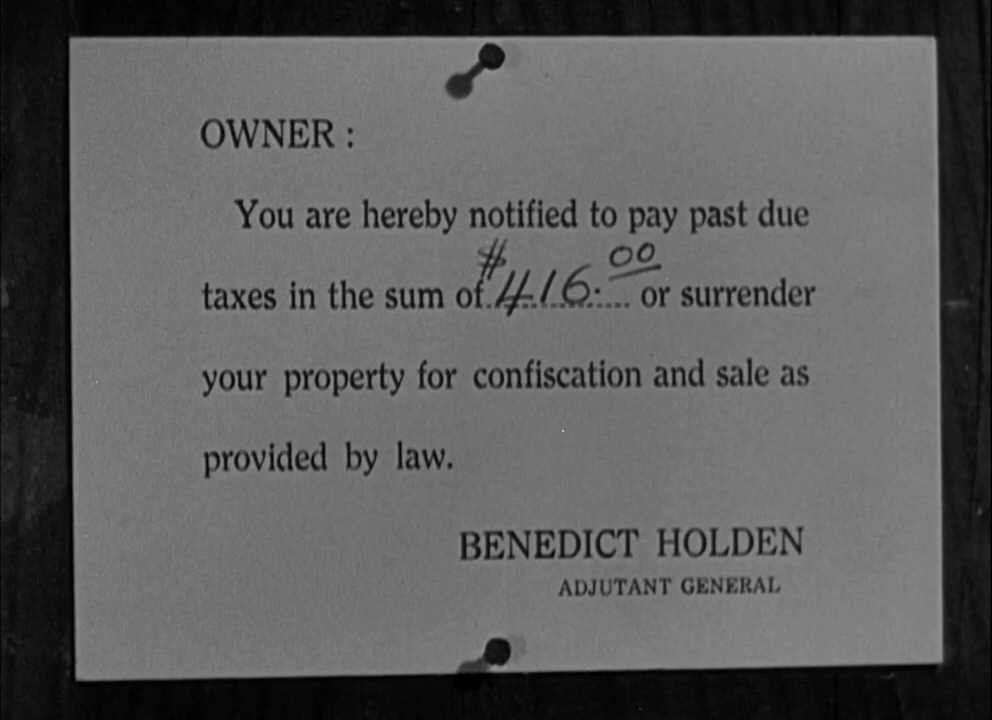 OWNER :
You are hereby notified to pay past due
taxes in the sum of $416.00 or surrender
your property for confiscation and sale as
provided by law.
BENEDICT HOLDEN
ADJUTANT GENERAL